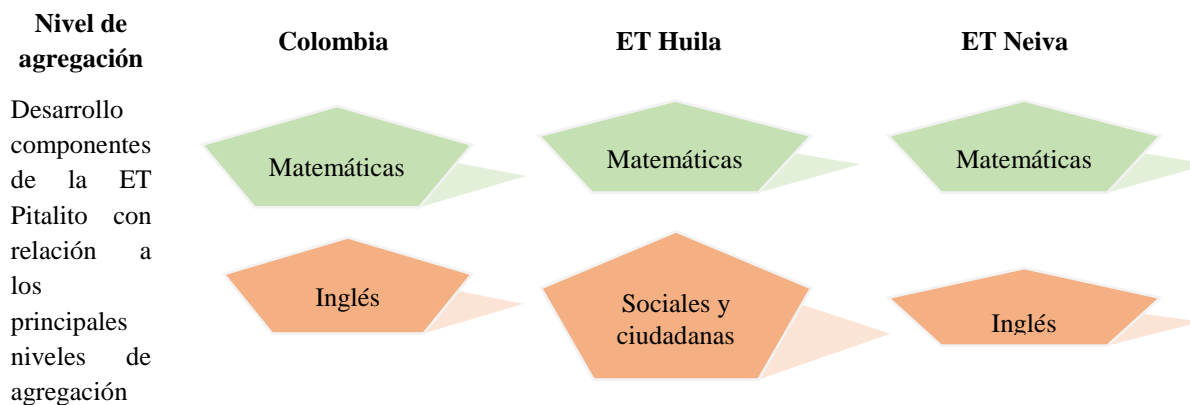 Nivel de
agregación
Colombia
ET Huila
ET Neiva
Desarrollo
componentes
de la ET
Pitalito con
relación a
los
principales
niveles de
agregación
Matemáticas
Matemáticas
Matemáticas
Inglés
Sociales y
ciudadanas
Inglés